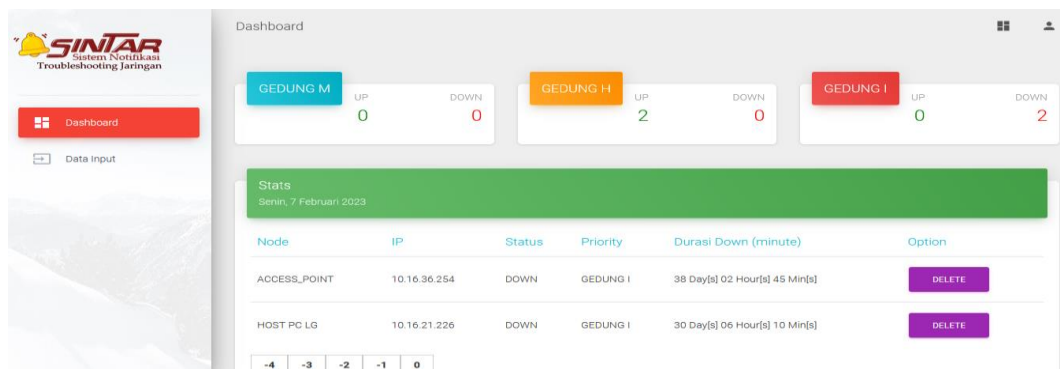 SINTAR
Sistem Notifikasi
Troubleshooting Jaringan
Dashboard
Data Input
Dashboard
GEDUNG M
UP
0
DOWN
0
GEDUNG H
UP
2
DOWN
0
GEDUNG I
UP
0
DOWN
2
Stats
Senin, 7 Februari 2023
Node IP Status Priority Durasi Down (minute) Option
ACCESS_POINT 10.16.36.254 DOWN GEDUNG I 38 Day[s] 02 Hour[s] 45 Min[s] DELETE
HOST PC LG 10.16.21.226 DOWN GEDUNG I 30 Day[s] 06 Hour[s] 10 Min[s] DELETE
-4 -3 -2 -1 0